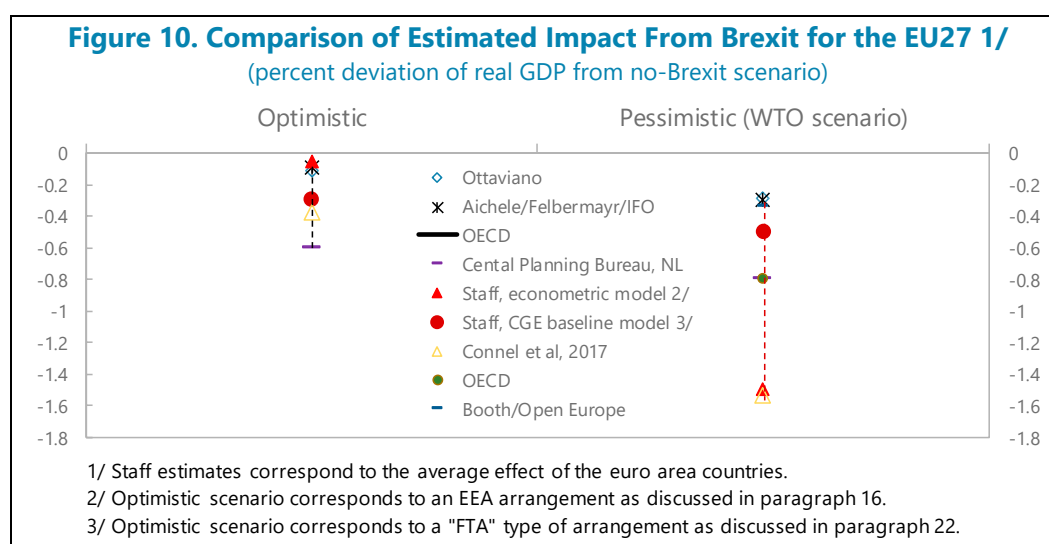 Figure 10. Comparison of Estimated Impact From Brexit for the EU27 1/
(percent deviation of real GDP from no-Brexit scenario)
Optimistic
Pessimistic (WTO scenario)
0
-0.2
-0.4
-0.6
-0.8
-1
-1.2
-1.4
-1.6
-1.8
Ottaviano
Aichele/Felbermayr/IFO
OECD
Cental Planning Bureau, NL
Staff, econometric model 2/
Staff, CGE baseline model 3/
Connel et al, 2017
OECD
Booth/Open Europe
0
-0.2
-0.4
-0.6
-0.8
-1
-1.2
-1.4
-1.6
-1.8
1/ Staff estimates correspond to the average effect of the euro area countries.
2/ Optimistic scenario corresponds to an EEA arrangement as discussed in paragraph 16.
3/ Optimistic scenario corresponds to a "FTA" type of arrangement as discussed in paragraph 22.